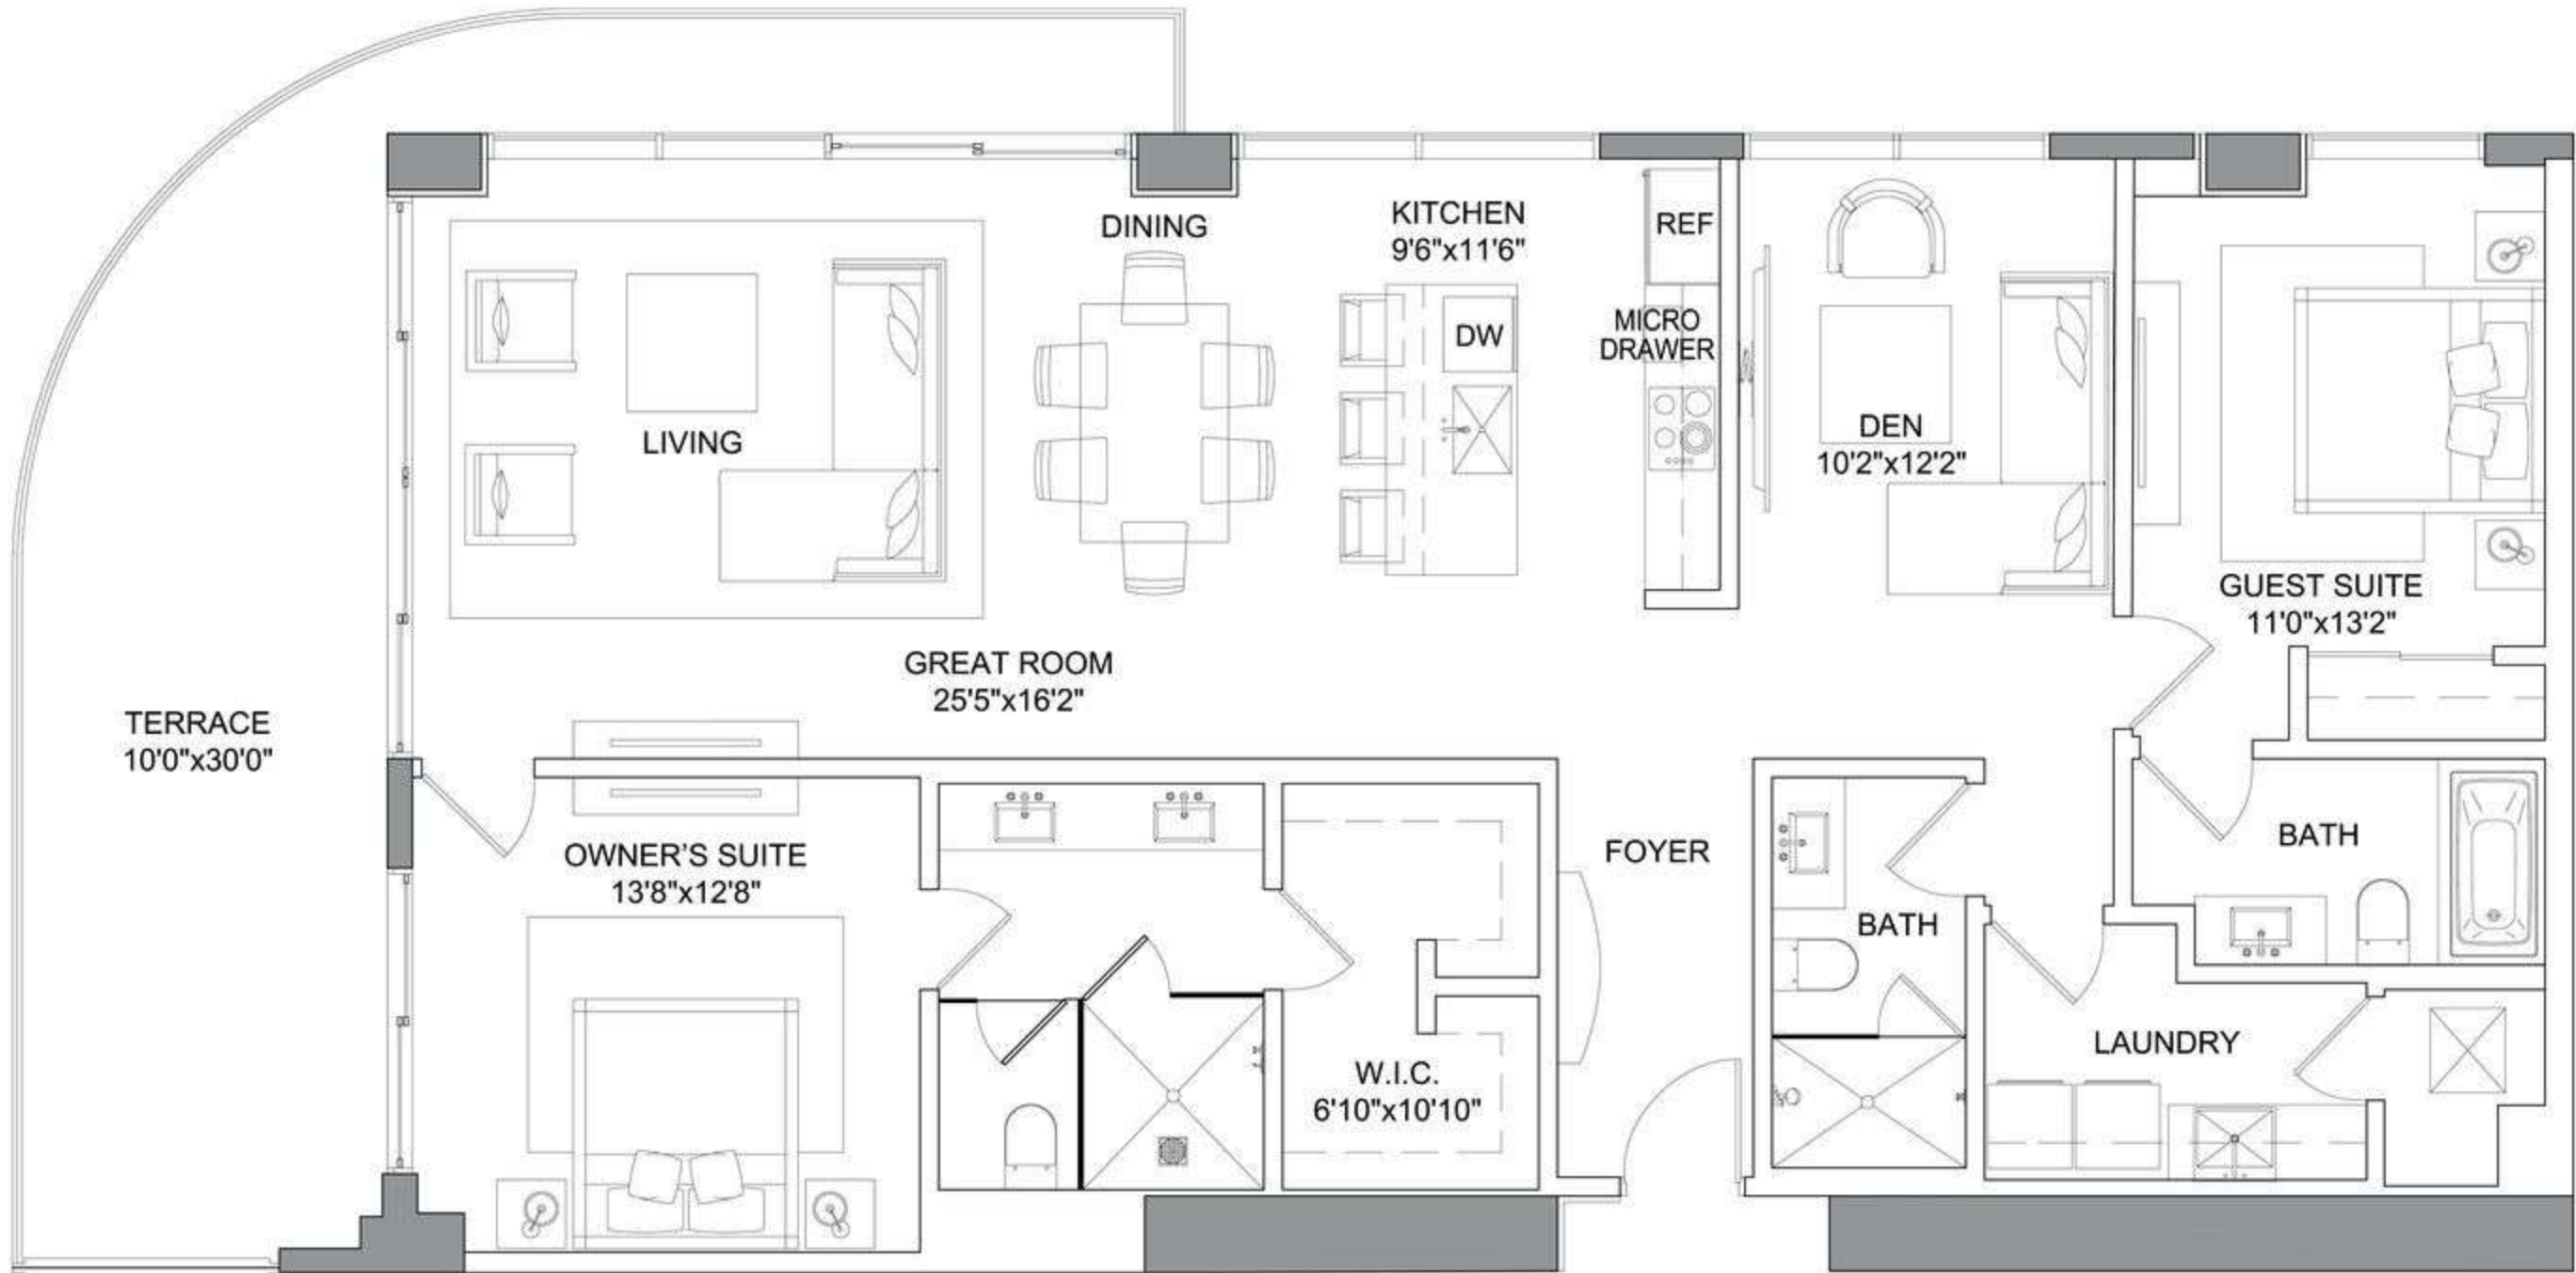 DINING
KITCHEN
9'6"x11'6"
REF
MICRO
DRAWER
DW
LIVING
DEN
10'2"x12'2"
GUEST SUITE
11'0"x13'2"
GREAT ROOM
25'5"x16'2"
TERRACE
10'0"x30'0"
OWNER'S SUITE
13'8"x12'8"
FOYER
BATH
BATH
LAUNDRY
W.I.C.
6'10"x10'10"